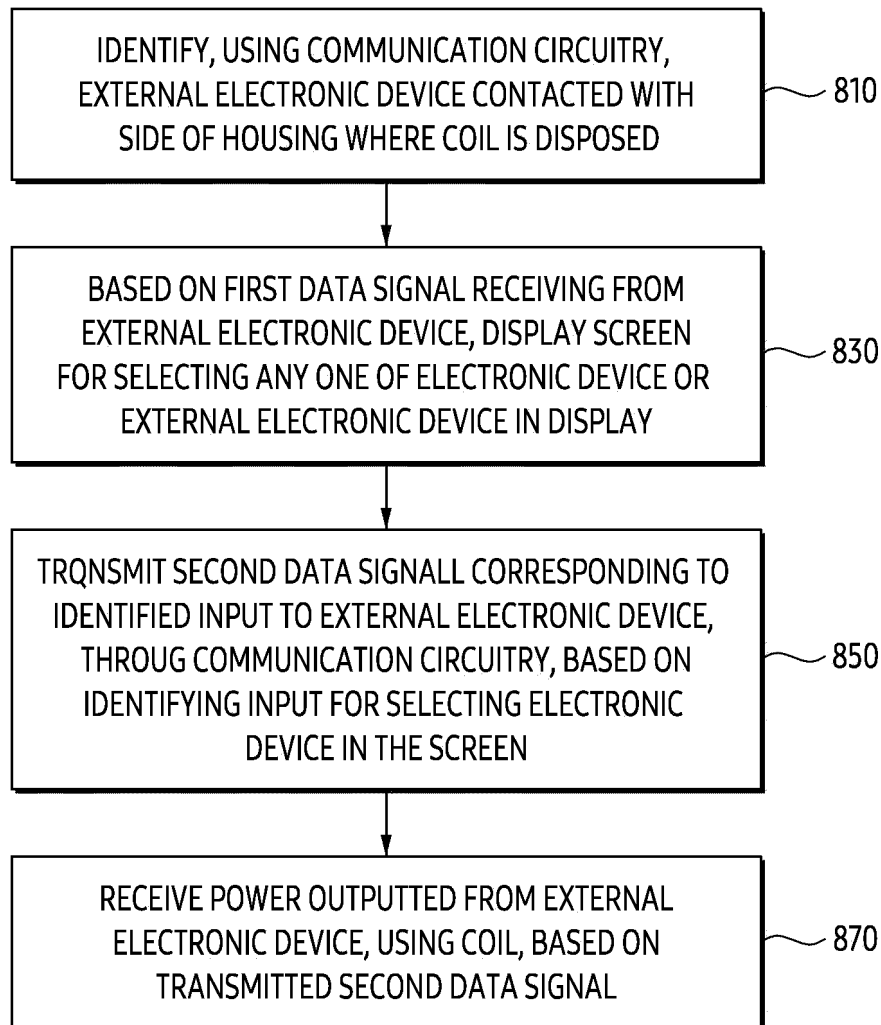 IDENTIFY, USING COMMUNICATION CIRCUITRY,
EXTERNAL ELECTRONIC DEVICE CONTACTED WITH
SIDE OF HOUSING WHERE COIL IS DISPOSED
810
BASED ON FIRST DATA SIGNAL RECEIVING FROM
EXTERNAL ELECTRONIC DEVICE, DISPLAY SCREEN
FOR SELECTING ANY ONE OF ELECTRONIC DEVICE OR
EXTERNAL ELECTRONIC DEVICE IN DISPLAY
830
TRQNSMIT SECOND DATA SIGNALL CORRESPONDING TO
IDENTIFIED INPUT TO EXTERNAL ELECTRONIC DEVICE,
THROUG COMMUNICATION CIRCUITRY, BASED ON
IDENTIFYING INPUT FOR SELECTING ELECTRONIC
DEVICE IN THE SCREEN
850
RECEIVE POWER OUTPUTTED FROM EXTERNAL
ELECTRONIC DEVICE, USING COIL, BASED ON
TRANSMITTED SECOND DATA SIGNAL
870